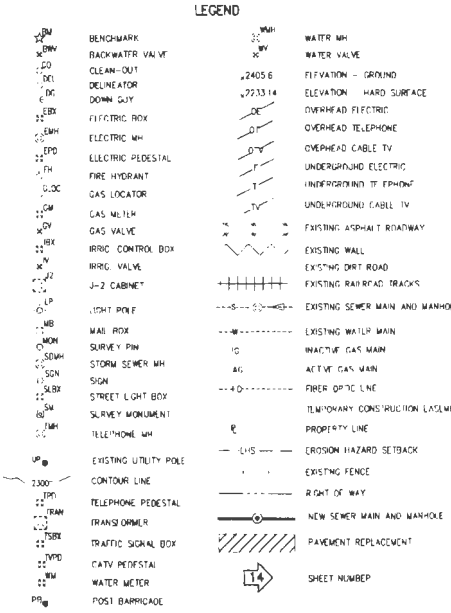 LEGEND
BM BENCHMARK
BWV BACKWATER VALVE
CO CLEAN-OUT
DEL DELINEATOR
DG DOWN GUY
EBX ELECTRIC BOX
EMH ELECTRIC MH
EPD ELECTRIC PEDESTAL
FH FIRE HYDRANT
GLOC GAS LOCATOR
GM GAS METER
GV GAS VALVE
IBX IRRIG CONTROL BOX
IV IRRIG. VALVE
J2 J-2 CABINET
LP LIGHT POLE
MB MAIL BOX
MON SURVEY PIN
SDMH STORM SEWER MH
SGN SIGN
SLBX STREET LIGHT BOX
SM SURVEY MONUMENT
TELEPHONE MH
UP EXISTING UTILITY POLE
2300 CONTOUR LINE
TPD TELEPHONE PEDESTAL
TRAN TRANSFORMER
TSBX TRAFFIC SIGNAL BOX
TVPD CATV PEDESTAL
WM WATER METER
PB POST BARRICADE
WMH WATER MH
WV WATER VALVE
x2405 6 ELEVATION - GROUND
x2233 14 ELEVATION HARD SURFACE
OE OVERHEAD ELECTRIC
OT OVERHEAD TELEPHONE
OTV OVERHEAD CABLE TV
UNDERGROUND ELECTRIC
T UNDERGROUND TELEPHONE
TV UNDERGROUND CABLE TV
EXISTING ASPHALT ROADWAY
EXISTING WALL
EXISTING DIRT ROAD
EXISTING RAILROAD TRACKS
S EXISTING SEWER MAIN AND MANHO
W EXISTING WATER MAIN
IG INACTIVE GAS MAIN
AG ACTIVE GAS MAIN
FIBER OPTIC LINE
TEMPORARY CONSTRUCTION EASEME
PROPERTY LINE
EHS EROSION HAZARD SETBACK
EXISTING FENCE
RIGHT OF WAY
NEW SEWER MAIN AND MANHOLE
PAVEMENT REPLACEMENT
14 SHEET NUMBER